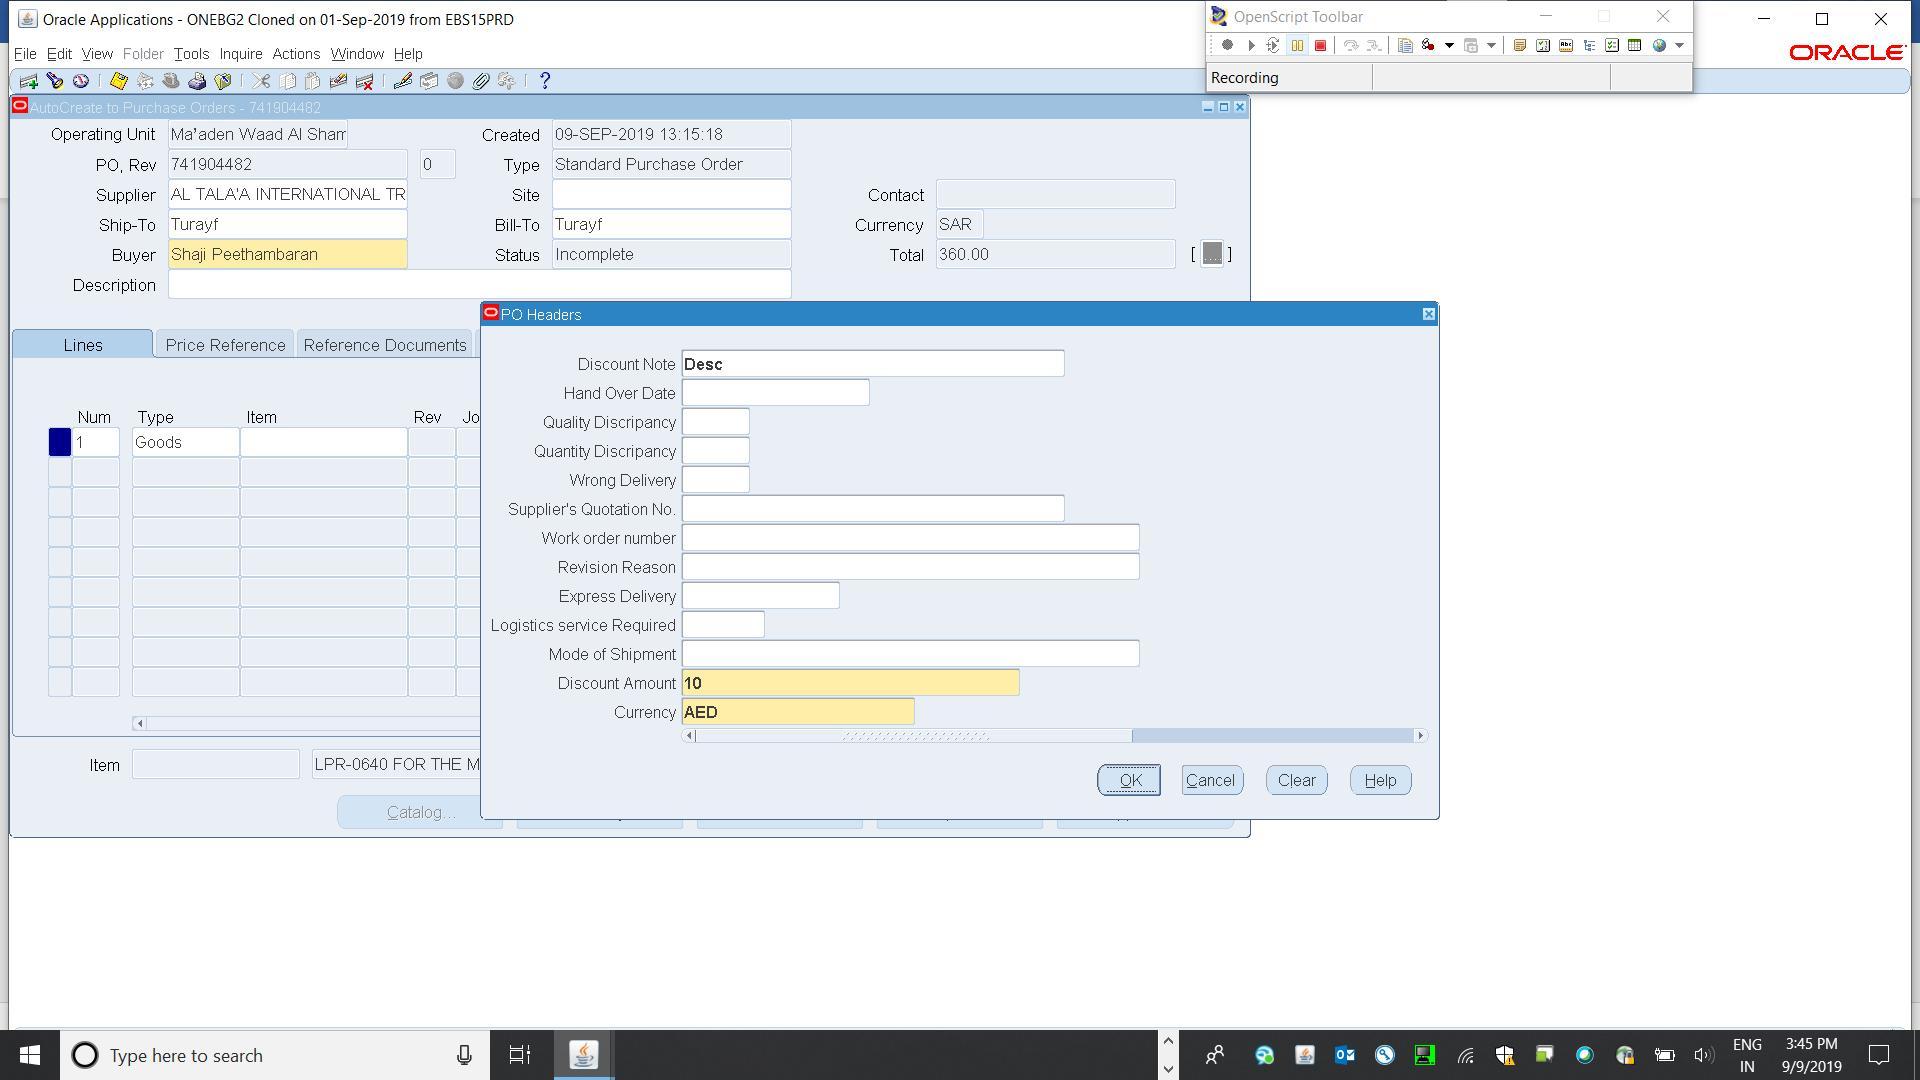 Oracle Applications - ONEBG2 Cloned on 01-Sep-2019 from EBS15PRD
OpenScript Toolbar
File Edit View Folder Tools Inquire Actions Window Help
ORACLE
Recording
AutoCreate to Purchase Orders - 741904482
Operating Unit Ma'aden Waad Al Sham Created 09-SEP-2019 13:15:18
PO, Rev 741904482 0 Type Standard Purchase Order
Supplier AL TALA'A INTERNATIONAL TR Site Contact
Ship-To Turayf Bill-To Turayf Currency SAR
Buyer Shaji Peethambaran Status Incomplete Total 360.00 [ ]
Description
PO Headers
Lines Price Reference Reference Documents
Num Type Item Rev Jo
1 Goods
Discount Note Desc
Hand Over Date
Quality Discripancy
Quantity Discripancy
Wrong Delivery
Supplier's Quotation No.
Work order number
Revision Reason
Express Delivery
Logistics service Required
Mode of Shipment
Discount Amount 10
Currency AED
OK Cancel Clear Help
Item LPR-0640 FOR THE M
Catalog...
Type here to search
ENG
IN
3:45 PM
9/9/2019